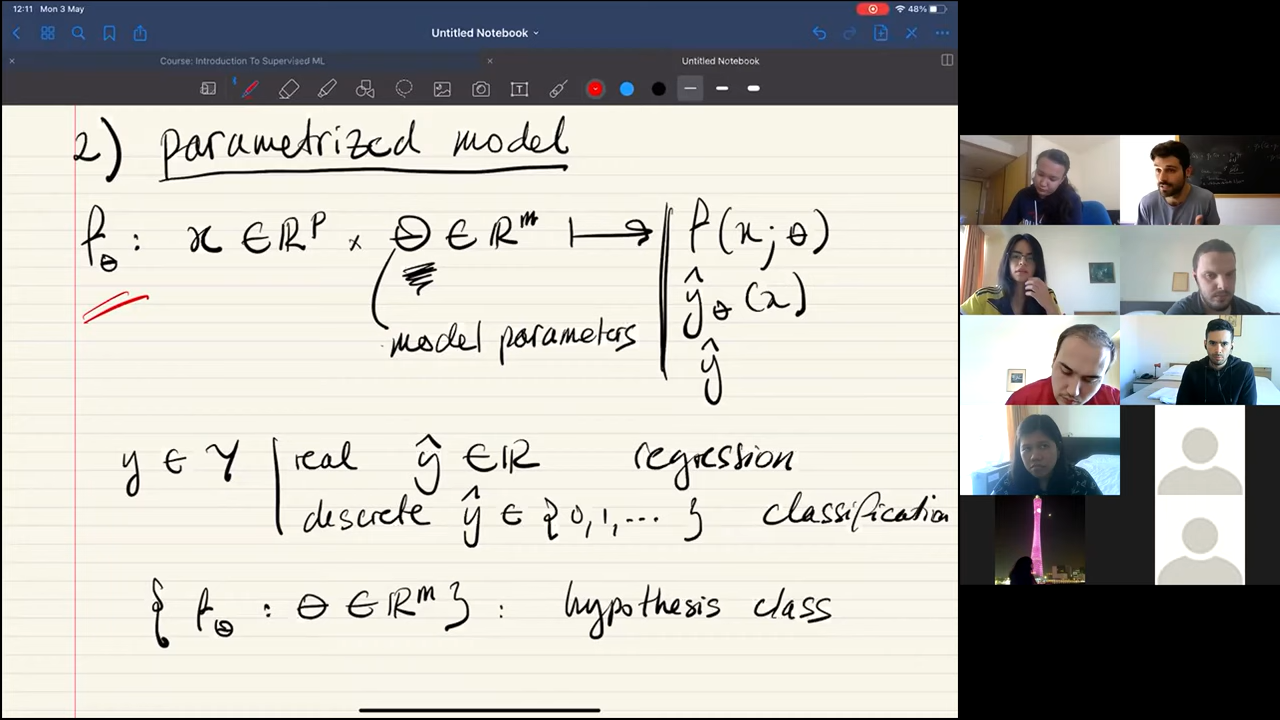 12:11 Mon 3 May
48%
Untitled Notebook
Course: Introduction To Supervised ML
Untitled Notebook
2) parametrized model
f_θ : x ∈ ℝ^p × θ ∈ ℝ^m ⟼ f(x; θ)
ŷ_θ (x)
model parameters
ŷ
y ∈ Y | real ŷ ∈ ℝ regression
discrete ŷ ∈ {0, 1, ...} classification
{ f_θ : θ ∈ ℝ^m } : hypothesis class